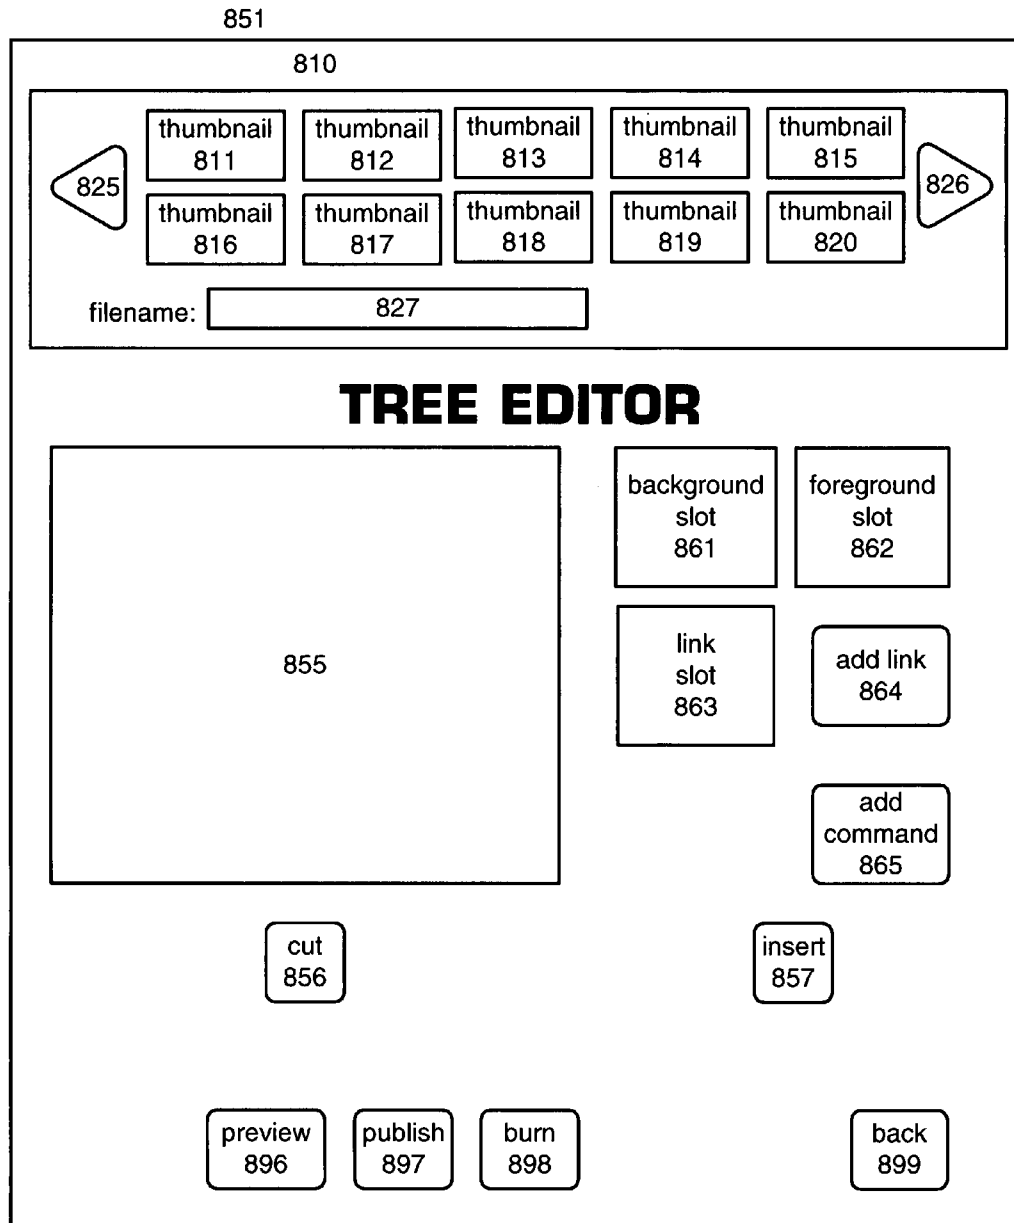 851
810
thumbnail
811
thumbnail
812
thumbnail
813
thumbnail
814
thumbnail
815
825
826
thumbnail
816
thumbnail
817
thumbnail
818
thumbnail
819
thumbnail
820
filename:
827
TREE EDITOR
background
slot
861
foreground
slot
862
855
link
slot
863
add link
864
add
command
865
cut
856
insert
857
preview
896
publish
897
burn
898
back
899